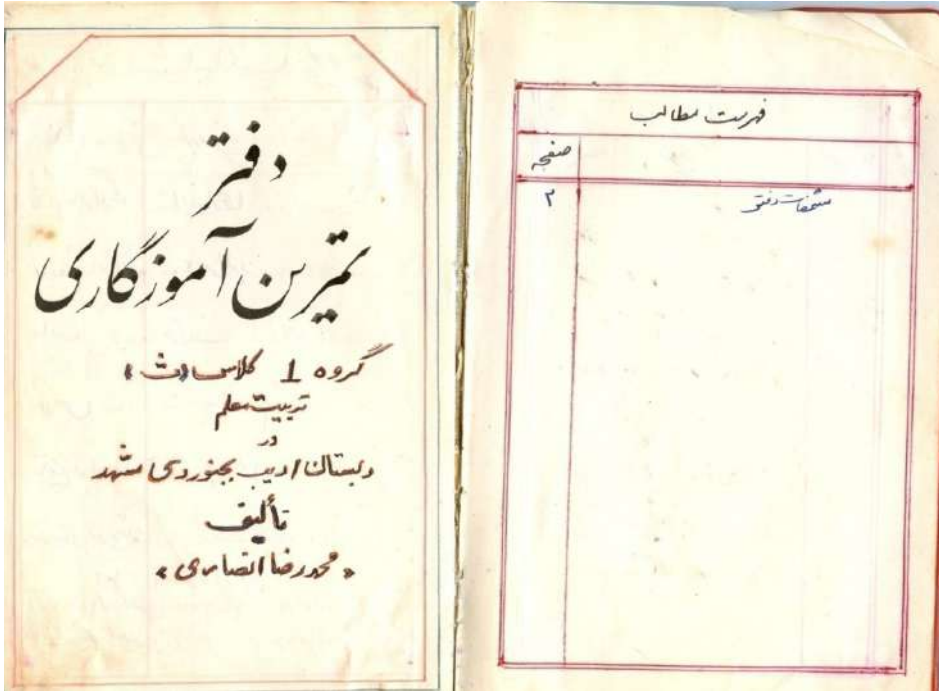 دفتر
تمرین آموزگاری
گروه 1 کلاس «ث»
تربیت معلم
در
دبستان ادیب بجنوردی مشهد
تألیف
«محمدرضا انصاری»
فهرست مطالب
صفحه
مشخصات دفتر ۲